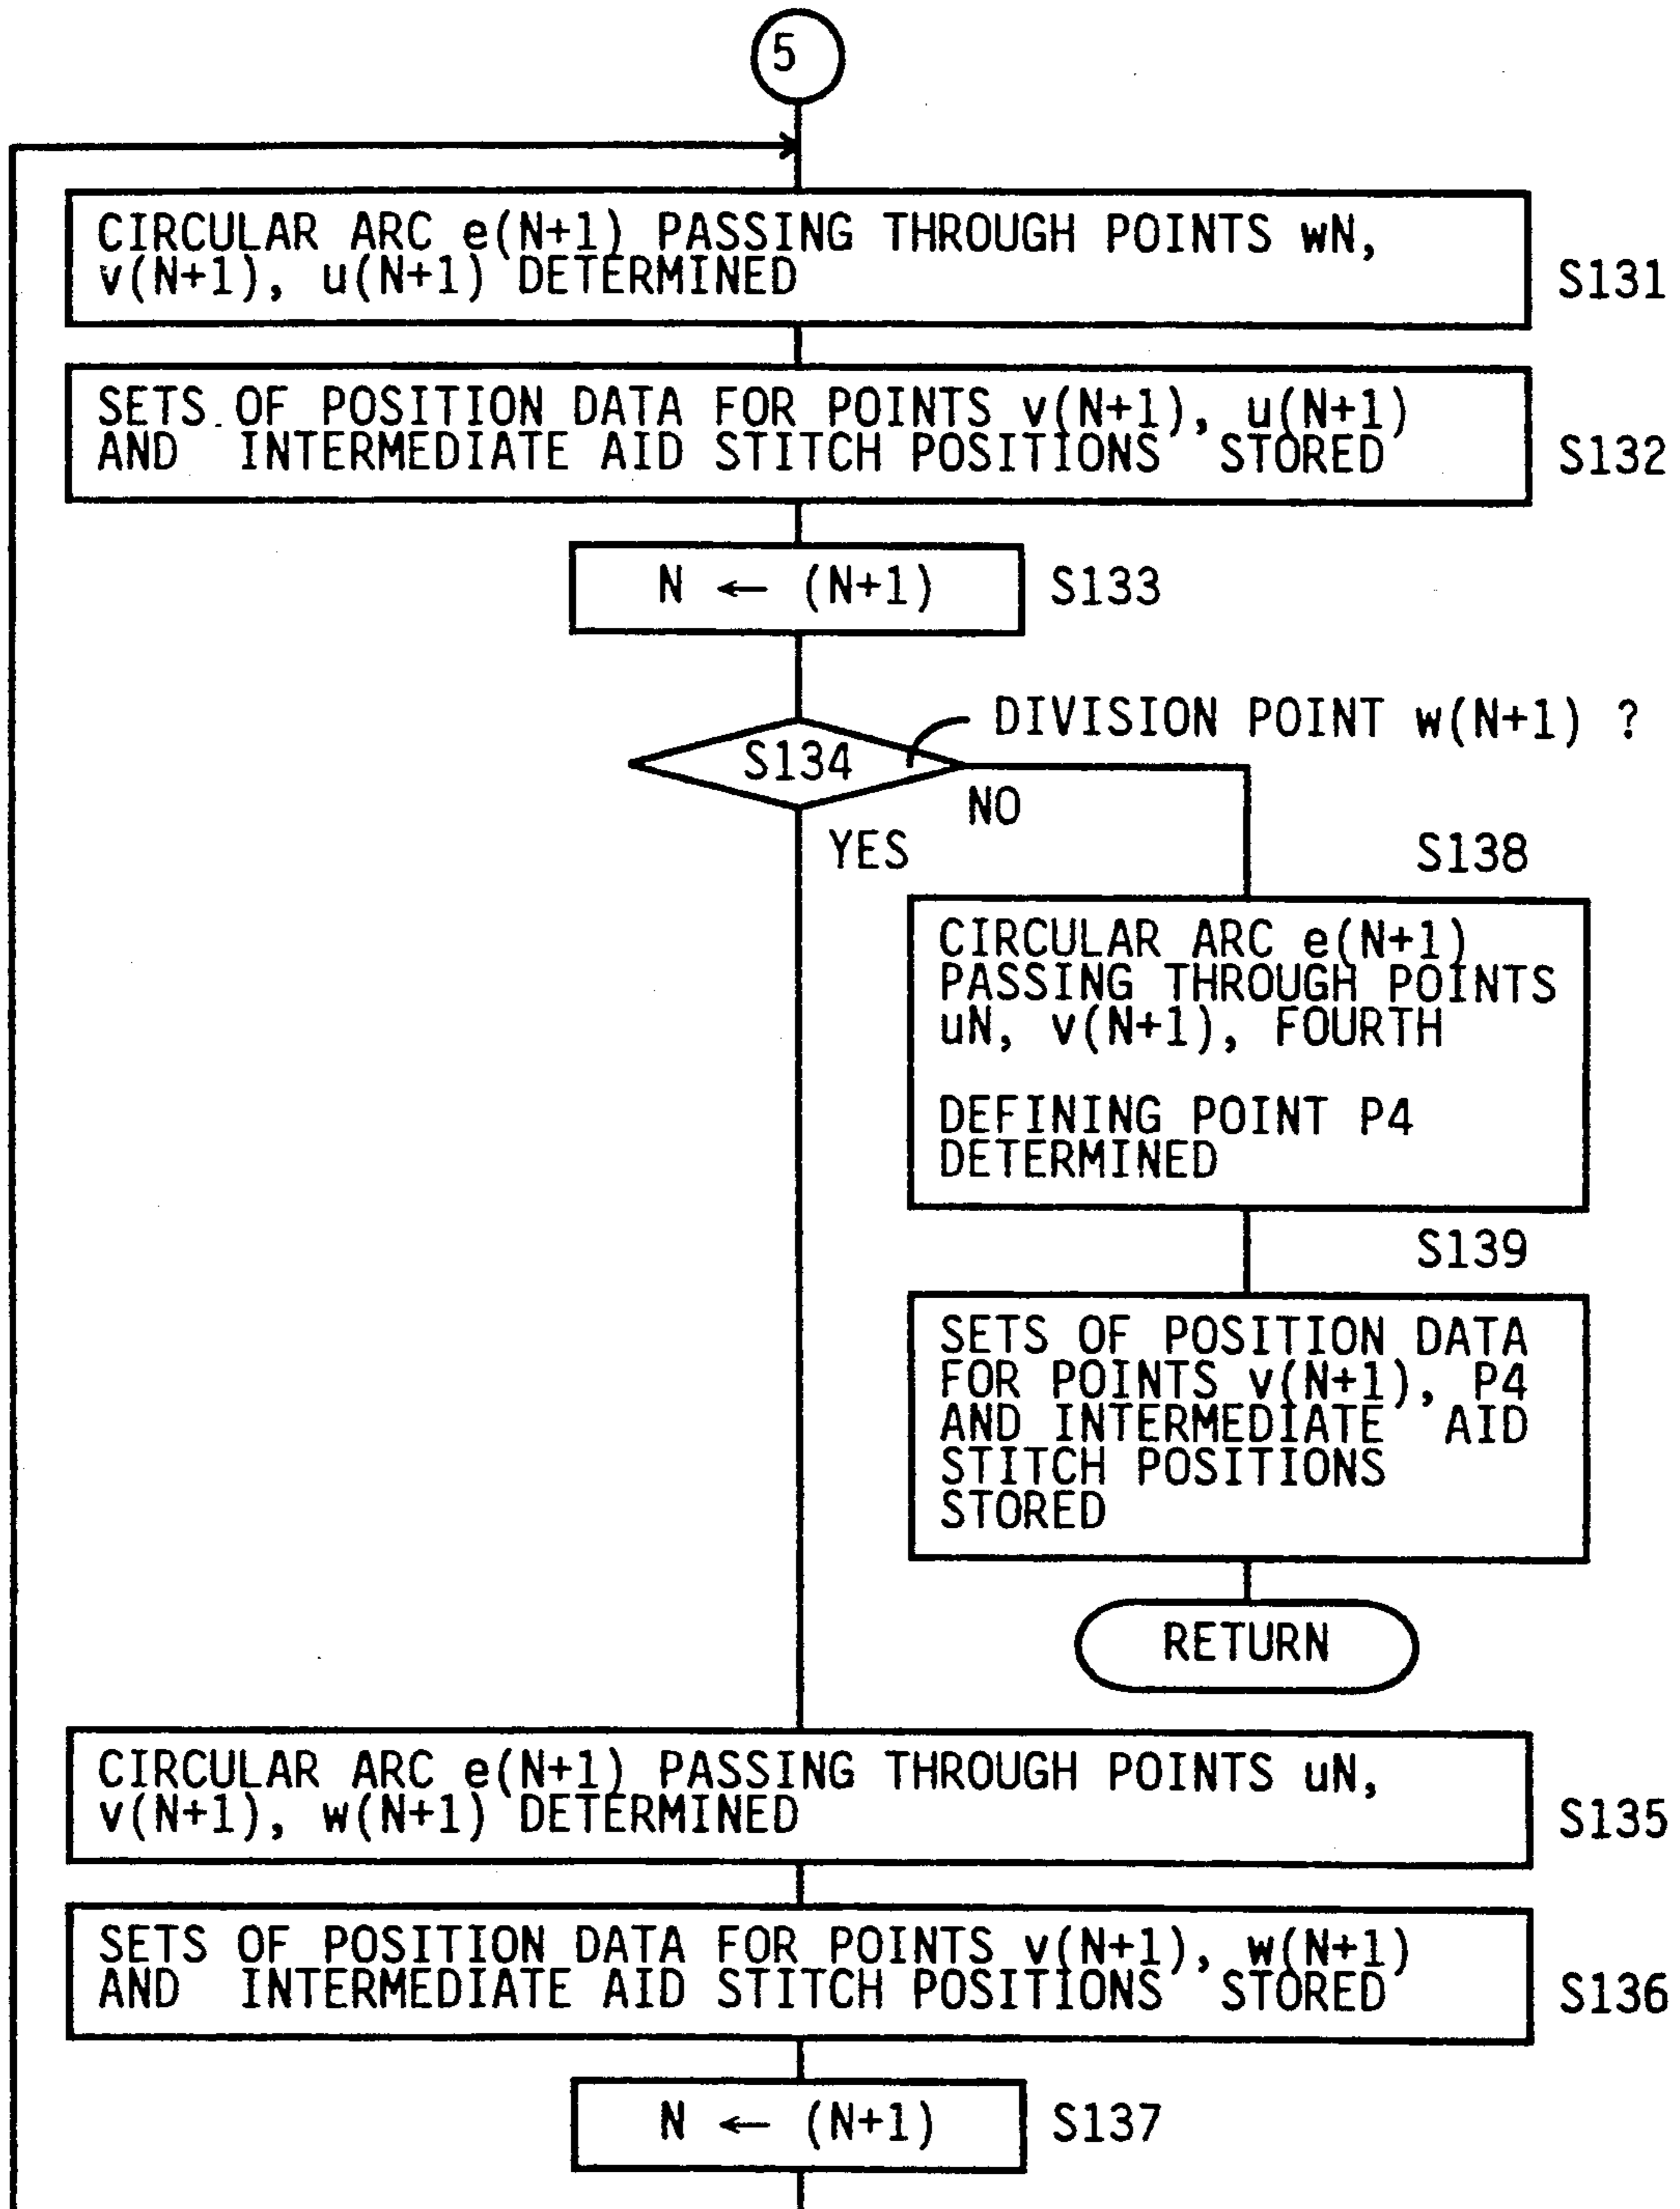 5
CIRCULAR ARC e(N+1) PASSING THROUGH POINTS wN,
v(N+1), u(N+1) DETERMINED
S131
SETS OF POSITION DATA FOR POINTS v(N+1), u(N+1)
AND INTERMEDIATE AID STITCH POSITIONS STORED
S132
N ← (N+1)
S133
DIVISION POINT w(N+1) ?
S134
NO
YES
S138
CIRCULAR ARC e(N+1)
PASSING THROUGH POINTS
uN, v(N+1), FOURTH
DEFINING POINT P4
DETERMINED
S139
SETS OF POSITION DATA
FOR POINTS v(N+1), P4
AND INTERMEDIATE AID
STITCH POSITIONS
STORED
RETURN
CIRCULAR ARC e(N+1) PASSING THROUGH POINTS uN,
v(N+1), w(N+1) DETERMINED
S135
SETS OF POSITION DATA FOR POINTS v(N+1), w(N+1)
AND INTERMEDIATE AID STITCH POSITIONS STORED
S136
N ← (N+1)
S137